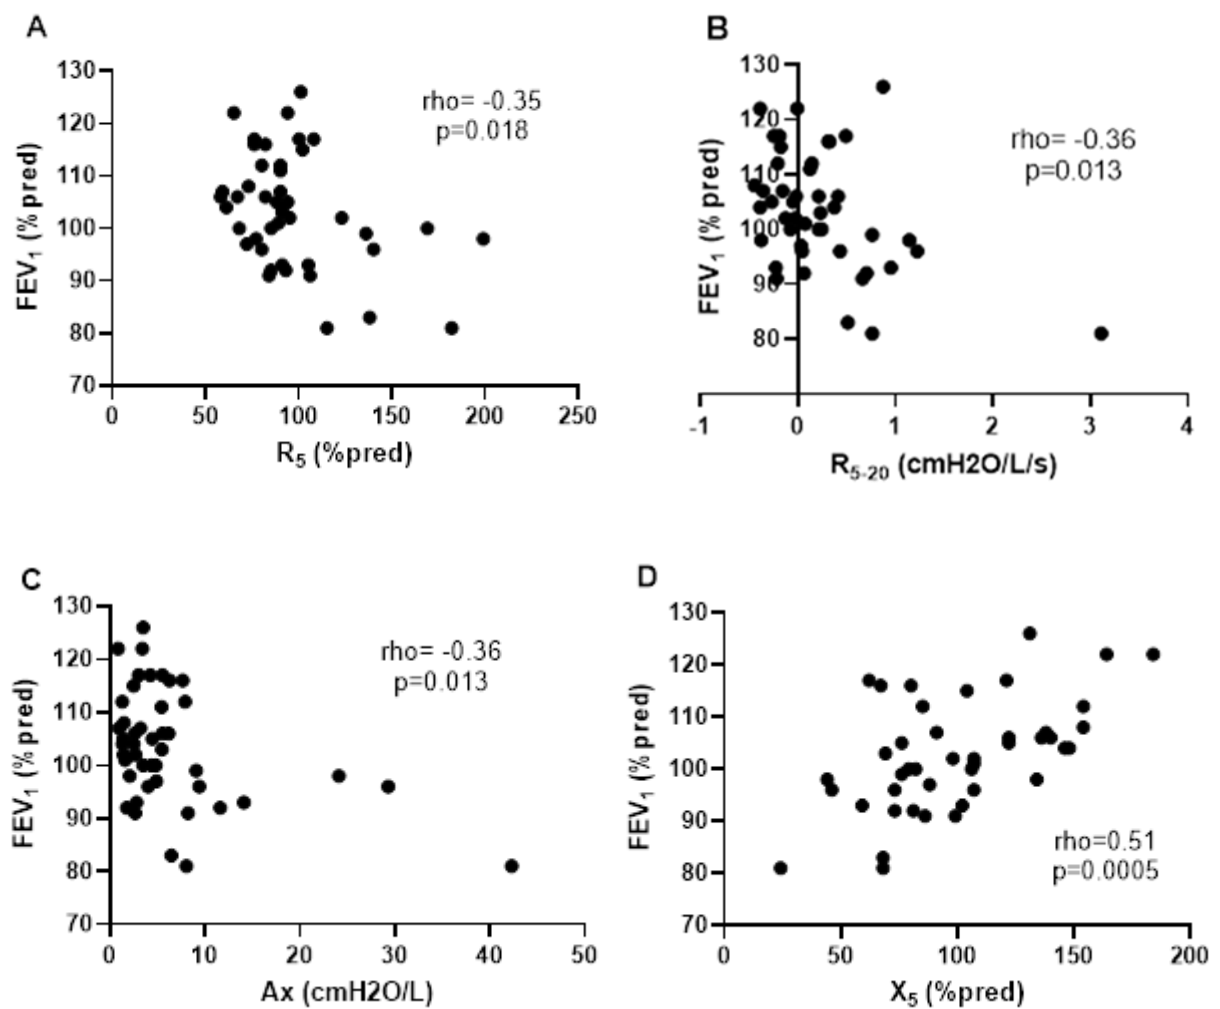 A
130
120
110
100
90
80
70
0 50 100 150 200 250
FEV1 (% pred)
R5 (%pred)
rho= -0.35
p=0.018
B
130
120
110
100
90
80
-1 0 1 2 3 4
FEV1 (% pred)
R5-20 (cmH2O/L/s)
rho= -0.36
p=0.013
C
130
120
110
100
90
80
70
0 10 20 30 40 50
FEV1 (% pred)
Ax (cmH2O/L)
rho= -0.36
p=0.013
D
130
120
110
100
90
80
70
0 50 100 150 200
FEV1 (% pred)
X5 (%pred)
rho=0.51
p=0.0005